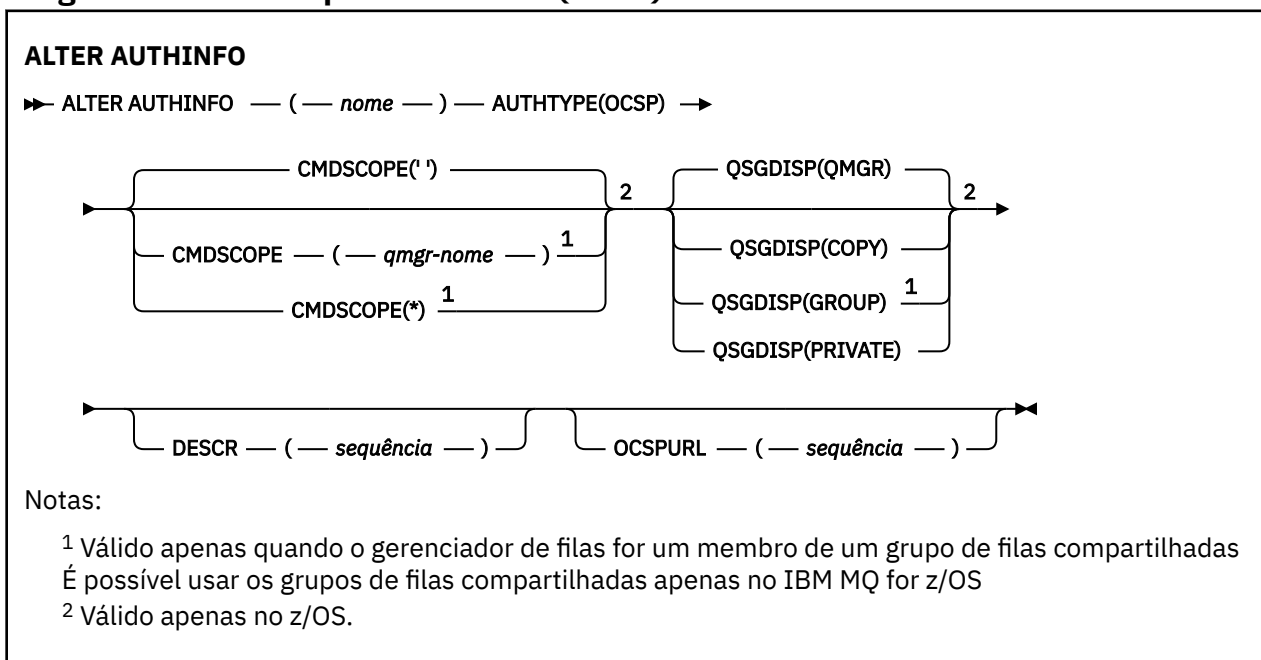 ALTER AUTHINFO
ALTER AUTHINFO ( nome ) AUTHTYPE(OCSP)
CMDSCOPE(' ')
2
CMDSCOPE ( qmgr-nome ) 1
CMDSCOPE(*) 1
QSGDISP(QMGR)
2
QSGDISP(COPY)
QSGDISP(GROUP) 1
QSGDISP(PRIVATE)
DESCR ( sequência ) OCSPURL ( sequência )
Notas:
1 Válido apenas quando o gerenciador de filas for um membro de um grupo de filas compartilhadas
É possível usar os grupos de filas compartilhadas apenas no IBM MQ for z/OS
2 Válido apenas no z/OS.